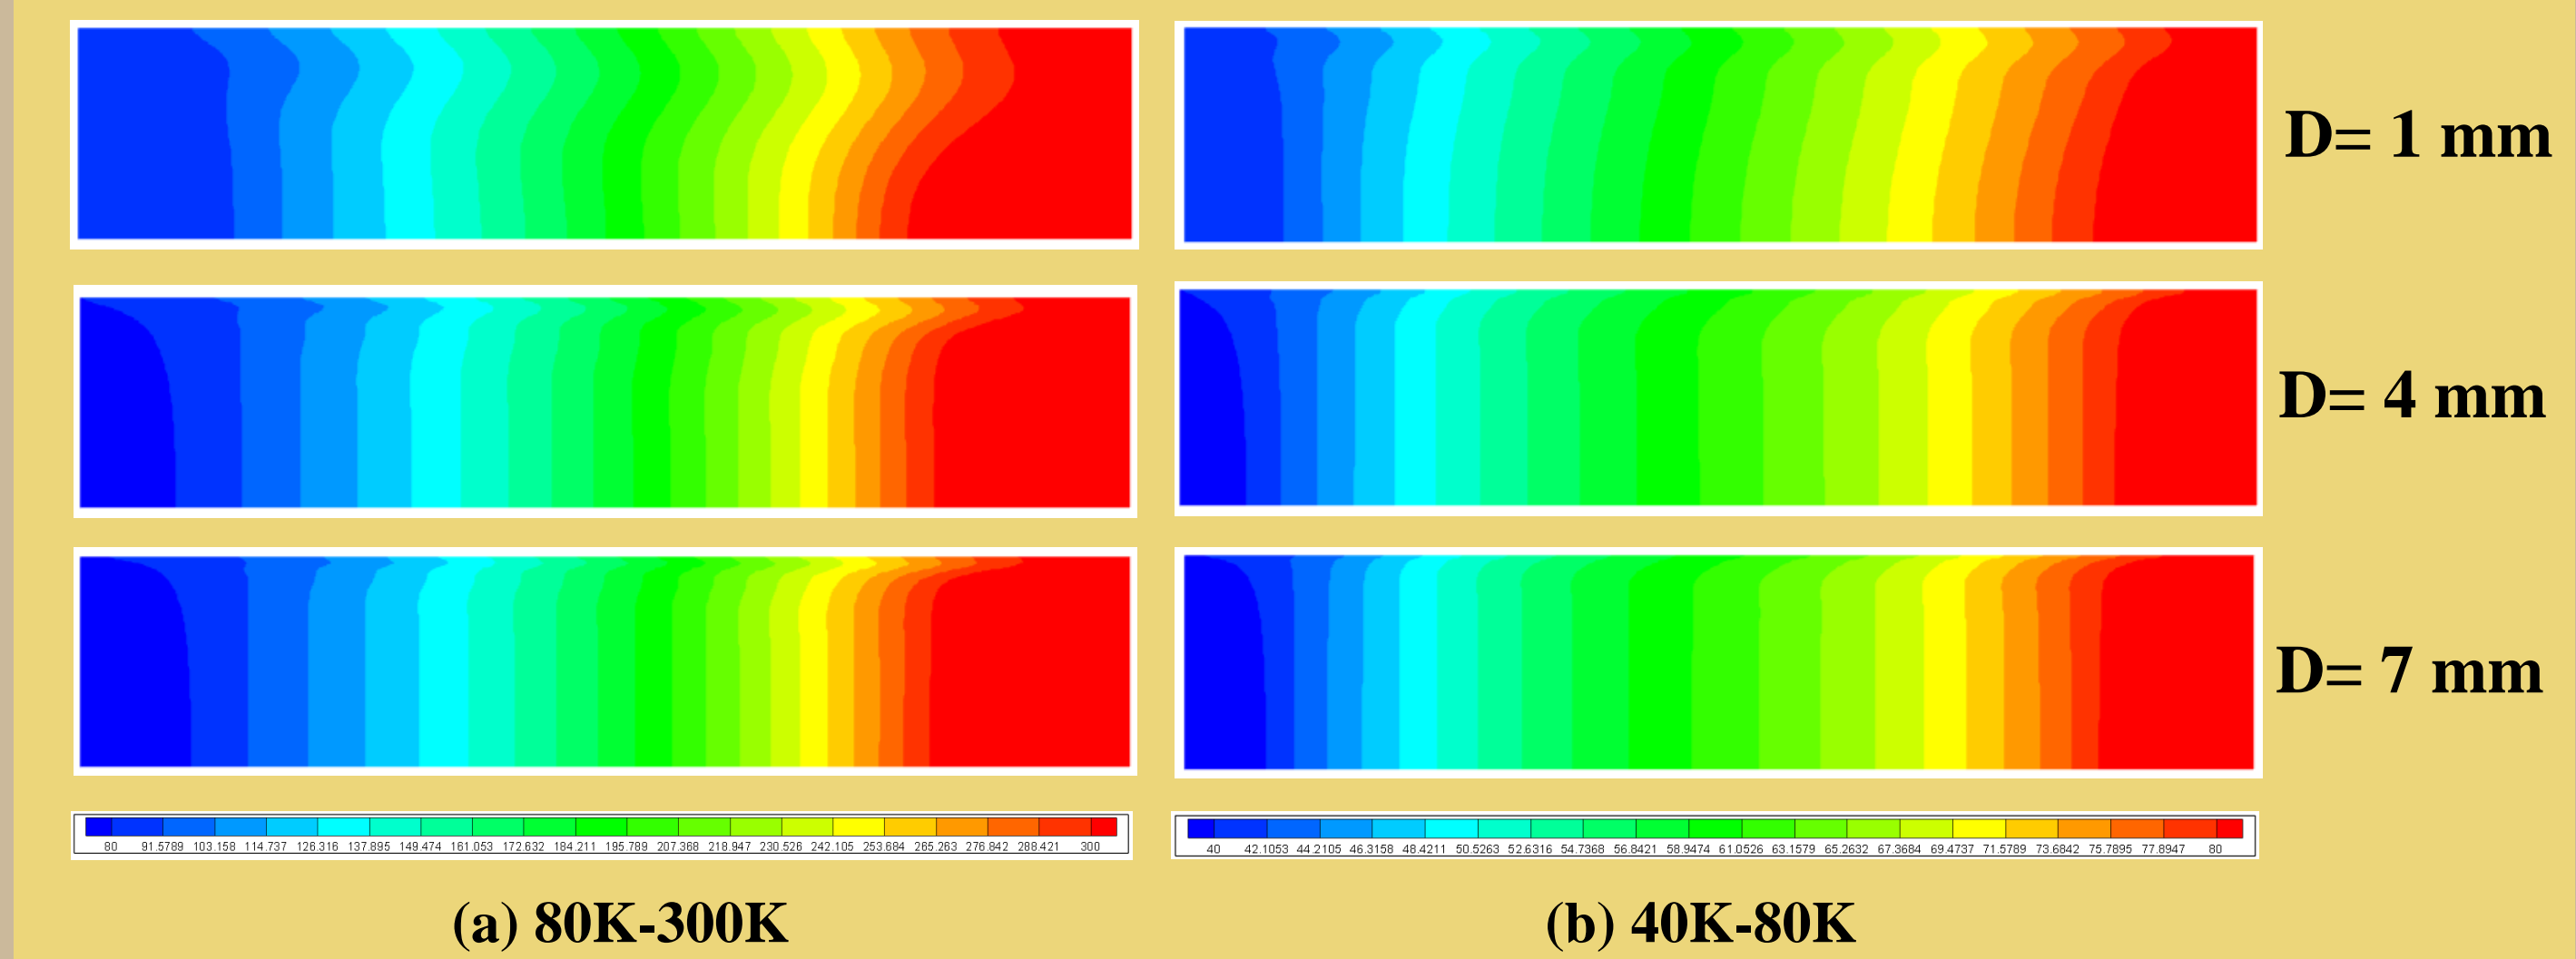 D= 1 mm
D= 4 mm
D= 7 mm
80 91.5789 103.158 114.737 126.316 137.895 149.474 161.053 172.632 184.211 195.789 207.368 218.947 230.526 242.105 253.684 265.263 276.842 288.421 300
40 42.1053 44.2105 46.3158 48.4211 50.5263 52.6316 54.7368 56.8421 58.9474 61.0526 63.1579 65.2632 67.3684 69.4737 71.5789 73.6842 75.7895 77.8947 80
(a) 80K-300K
(b) 40K-80K